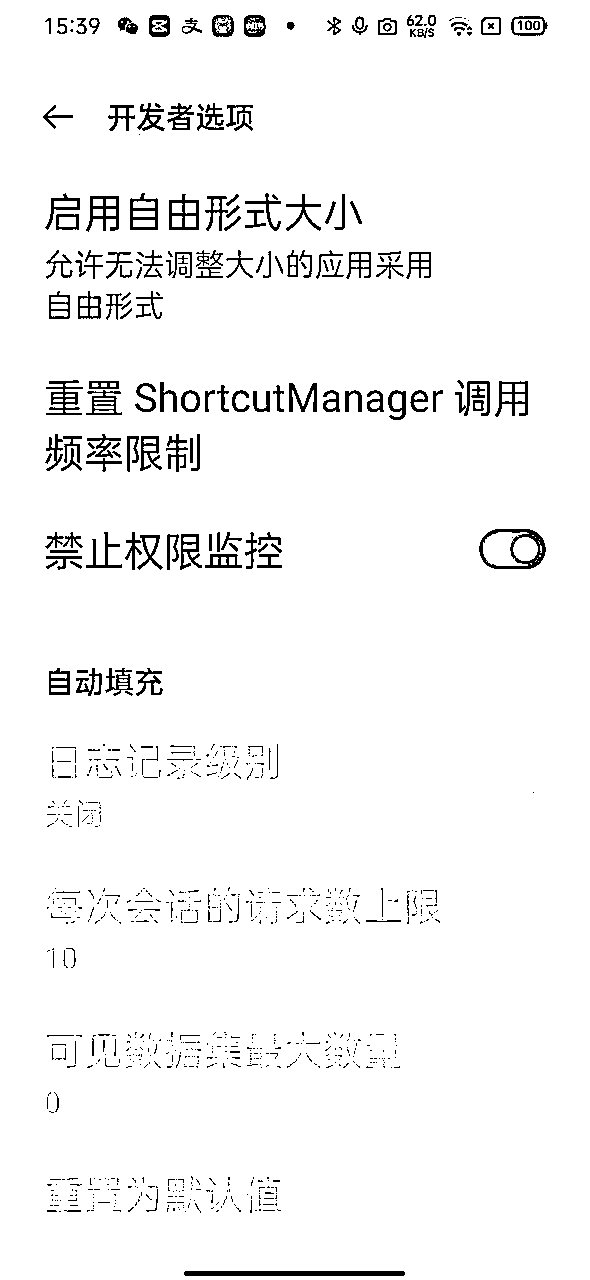 15:39 62.0 KB/S 100
开发者选项
启用自由形式大小
允许无法调整大小的应用采用
自由形式
重置 ShortcutManager 调用
频率限制
禁止权限监控
自动填充
日志记录级别
关闭
每次会话的请求数上限
10
可见数据集最大数量
0
重置为默认值